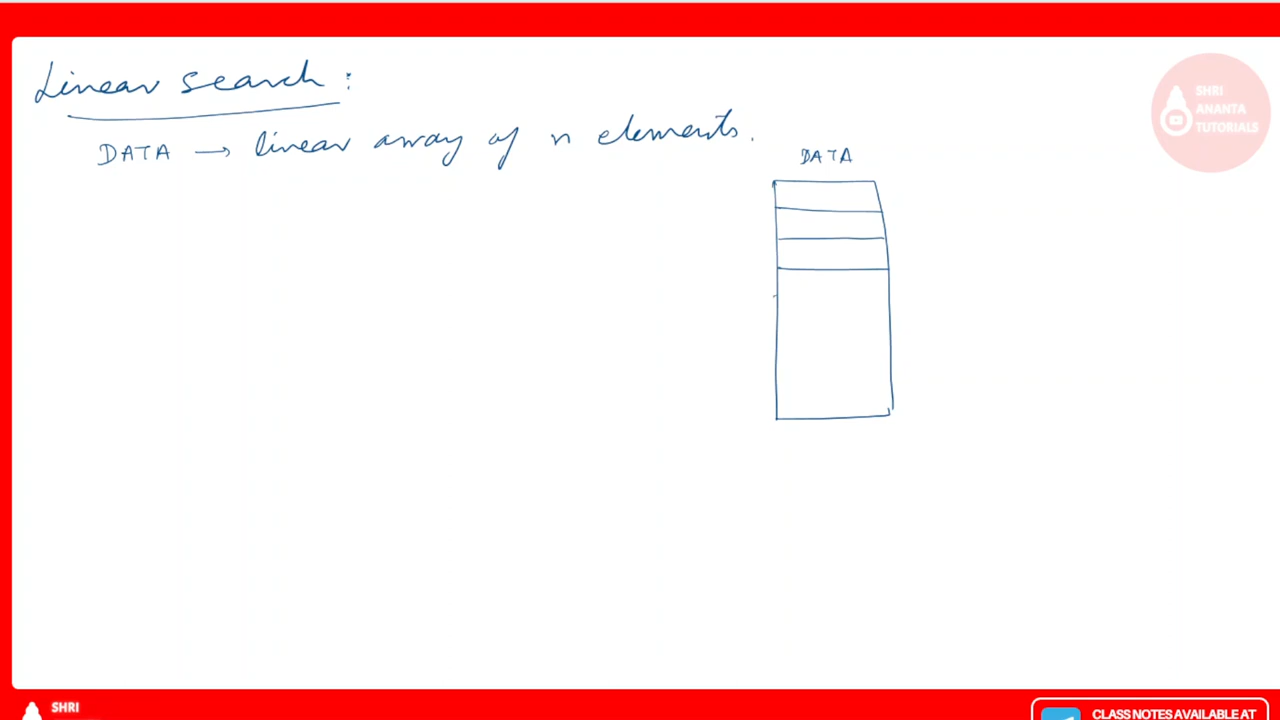 Linear search :
DATA → linear array of n elements.
DATA
SHRI
ANANTA
TUTORIALS
SHRI
CLASS NOTES AVAILABLE AT